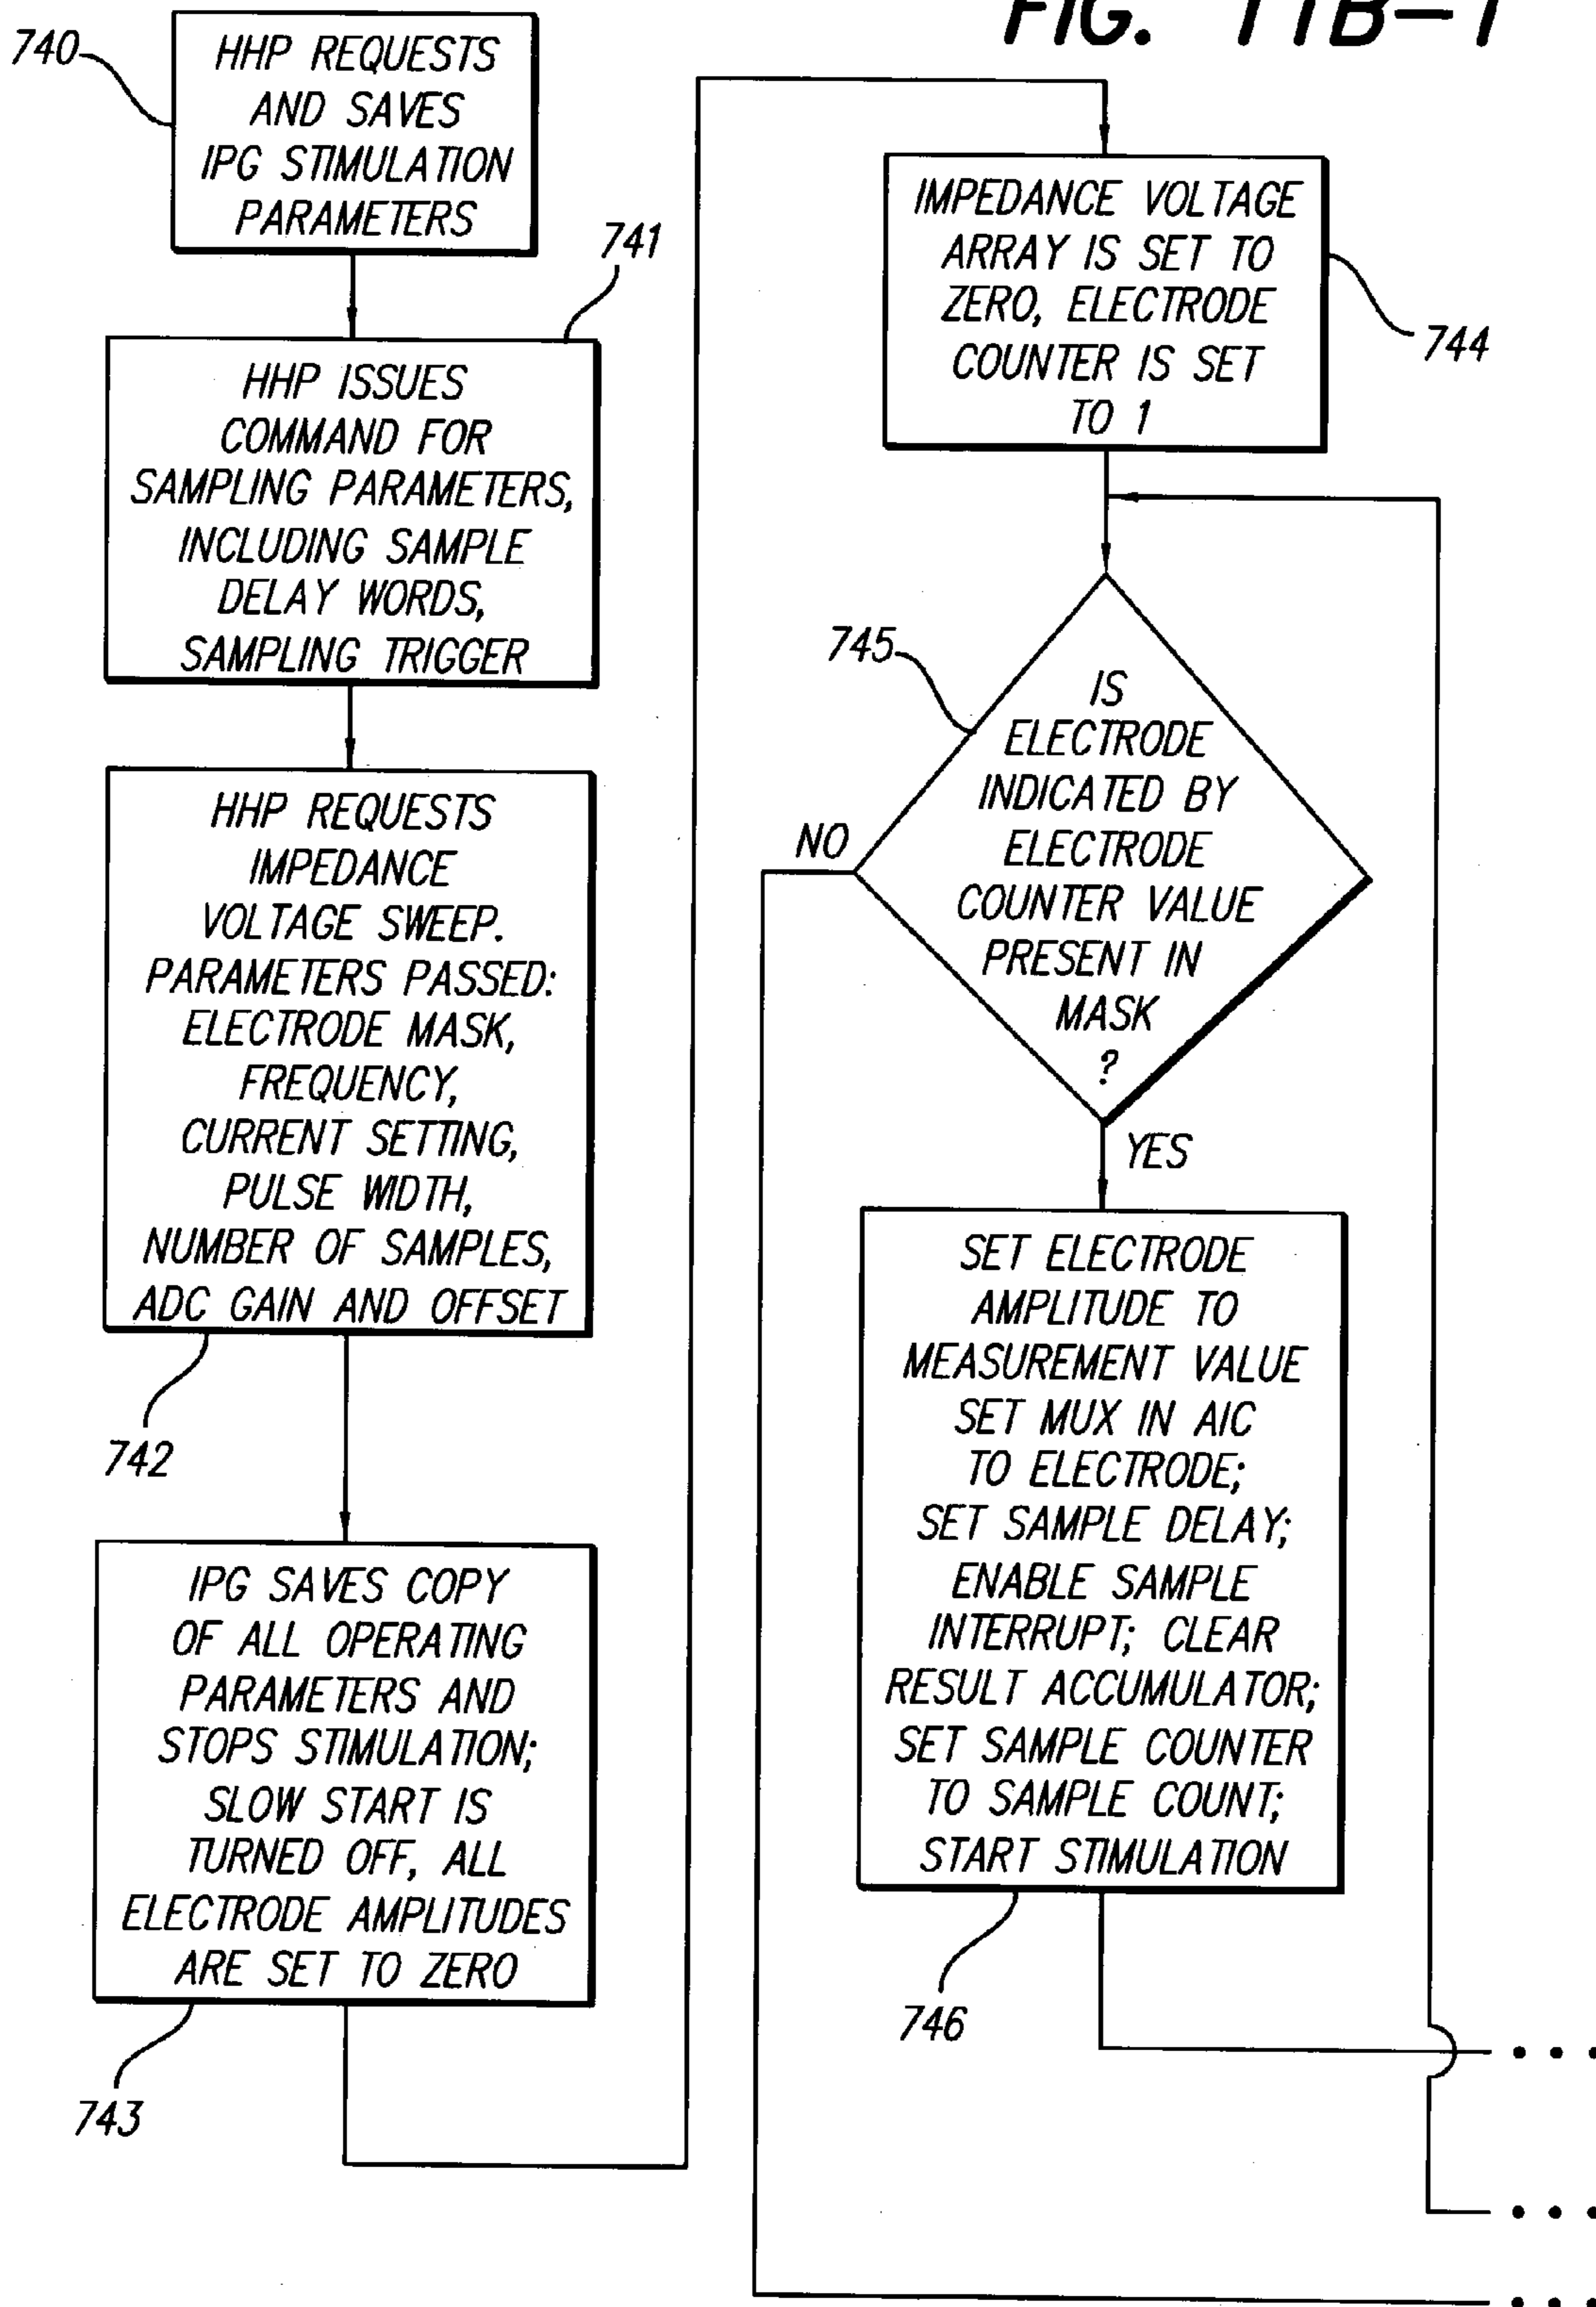 FIG. 11B-1
740
HHP REQUESTS
AND SAVES
IPG STIMULATION
PARAMETERS
741
HHP ISSUES
COMMAND FOR
SAMPLING PARAMETERS,
INCLUDING SAMPLE
DELAY WORDS,
SAMPLING TRIGGER
HHP REQUESTS
IMPEDANCE
VOLTAGE SWEEP.
PARAMETERS PASSED:
ELECTRODE MASK,
FREQUENCY,
CURRENT SETTING,
PULSE WIDTH,
NUMBER OF SAMPLES,
ADC GAIN AND OFFSET
742
IPG SAVES COPY
OF ALL OPERATING
PARAMETERS AND
STOPS STIMULATION;
SLOW START IS
TURNED OFF, ALL
ELECTRODE AMPLITUDES
ARE SET TO ZERO
743
IMPEDANCE VOLTAGE
ARRAY IS SET TO
ZERO, ELECTRODE
COUNTER IS SET
TO 1
744
745
IS
ELECTRODE
INDICATED BY
ELECTRODE
COUNTER VALUE
PRESENT IN
MASK
?
NO
YES
SET ELECTRODE
AMPLITUDE TO
MEASUREMENT VALUE
SET MUX IN AIC
TO ELECTRODE;
SET SAMPLE DELAY;
ENABLE SAMPLE
INTERRUPT; CLEAR
RESULT ACCUMULATOR;
SET SAMPLE COUNTER
TO SAMPLE COUNT;
START STIMULATION
746